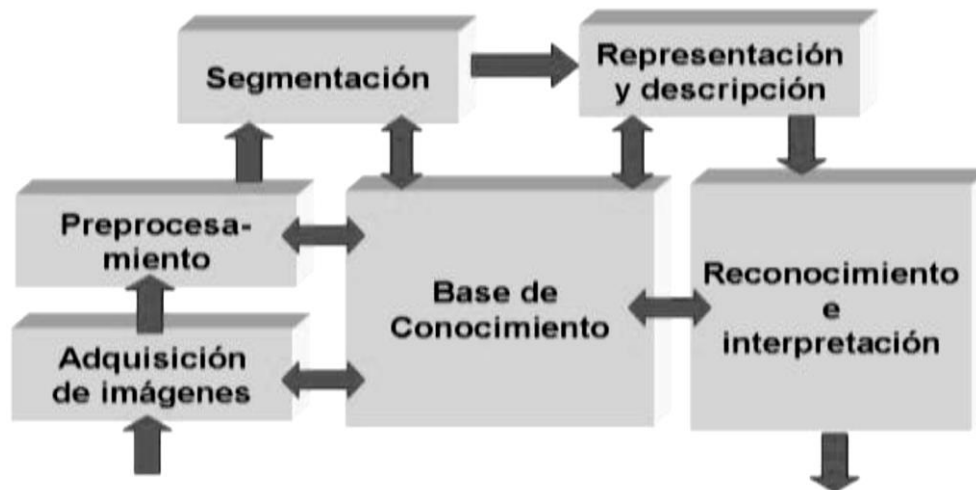 Segmentación
Representación
y descripción
Preprocesa-
miento
Base de
Conocimiento
Reconocimiento
e
interpretación
Adquisición
de imágenes